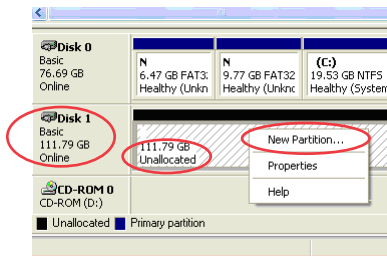 Disk 0
Basic
76.69 GB
Online
N
6.47 GB FAT3:
Healthy (Unkn
N
9.77 GB FAT32
Healthy (Unknc
(C:)
19.53 GB NTFS
Healthy (System
Disk 1
Basic
111.79 GB
Online
111.79 GB
Unallocated
New Partition...
Properties
Help
CD-ROM 0
CD-ROM (D:)
Unallocated
Primary partition